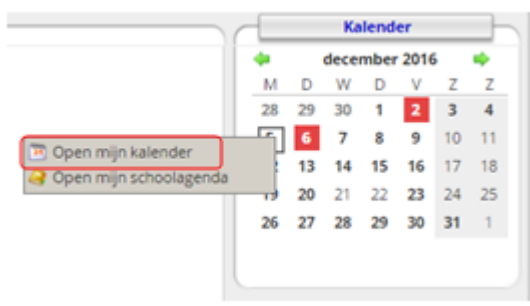 Kalender
december 2016
M D W D V Z Z
28 29 30 1 2 3 4
5 6 7 8 9 10 11
Open mijn kalender
13 14 15 16 17 18
Open mijn schoolagenda
19 20 21 22 23 24 25
26 27 28 29 30 31 1